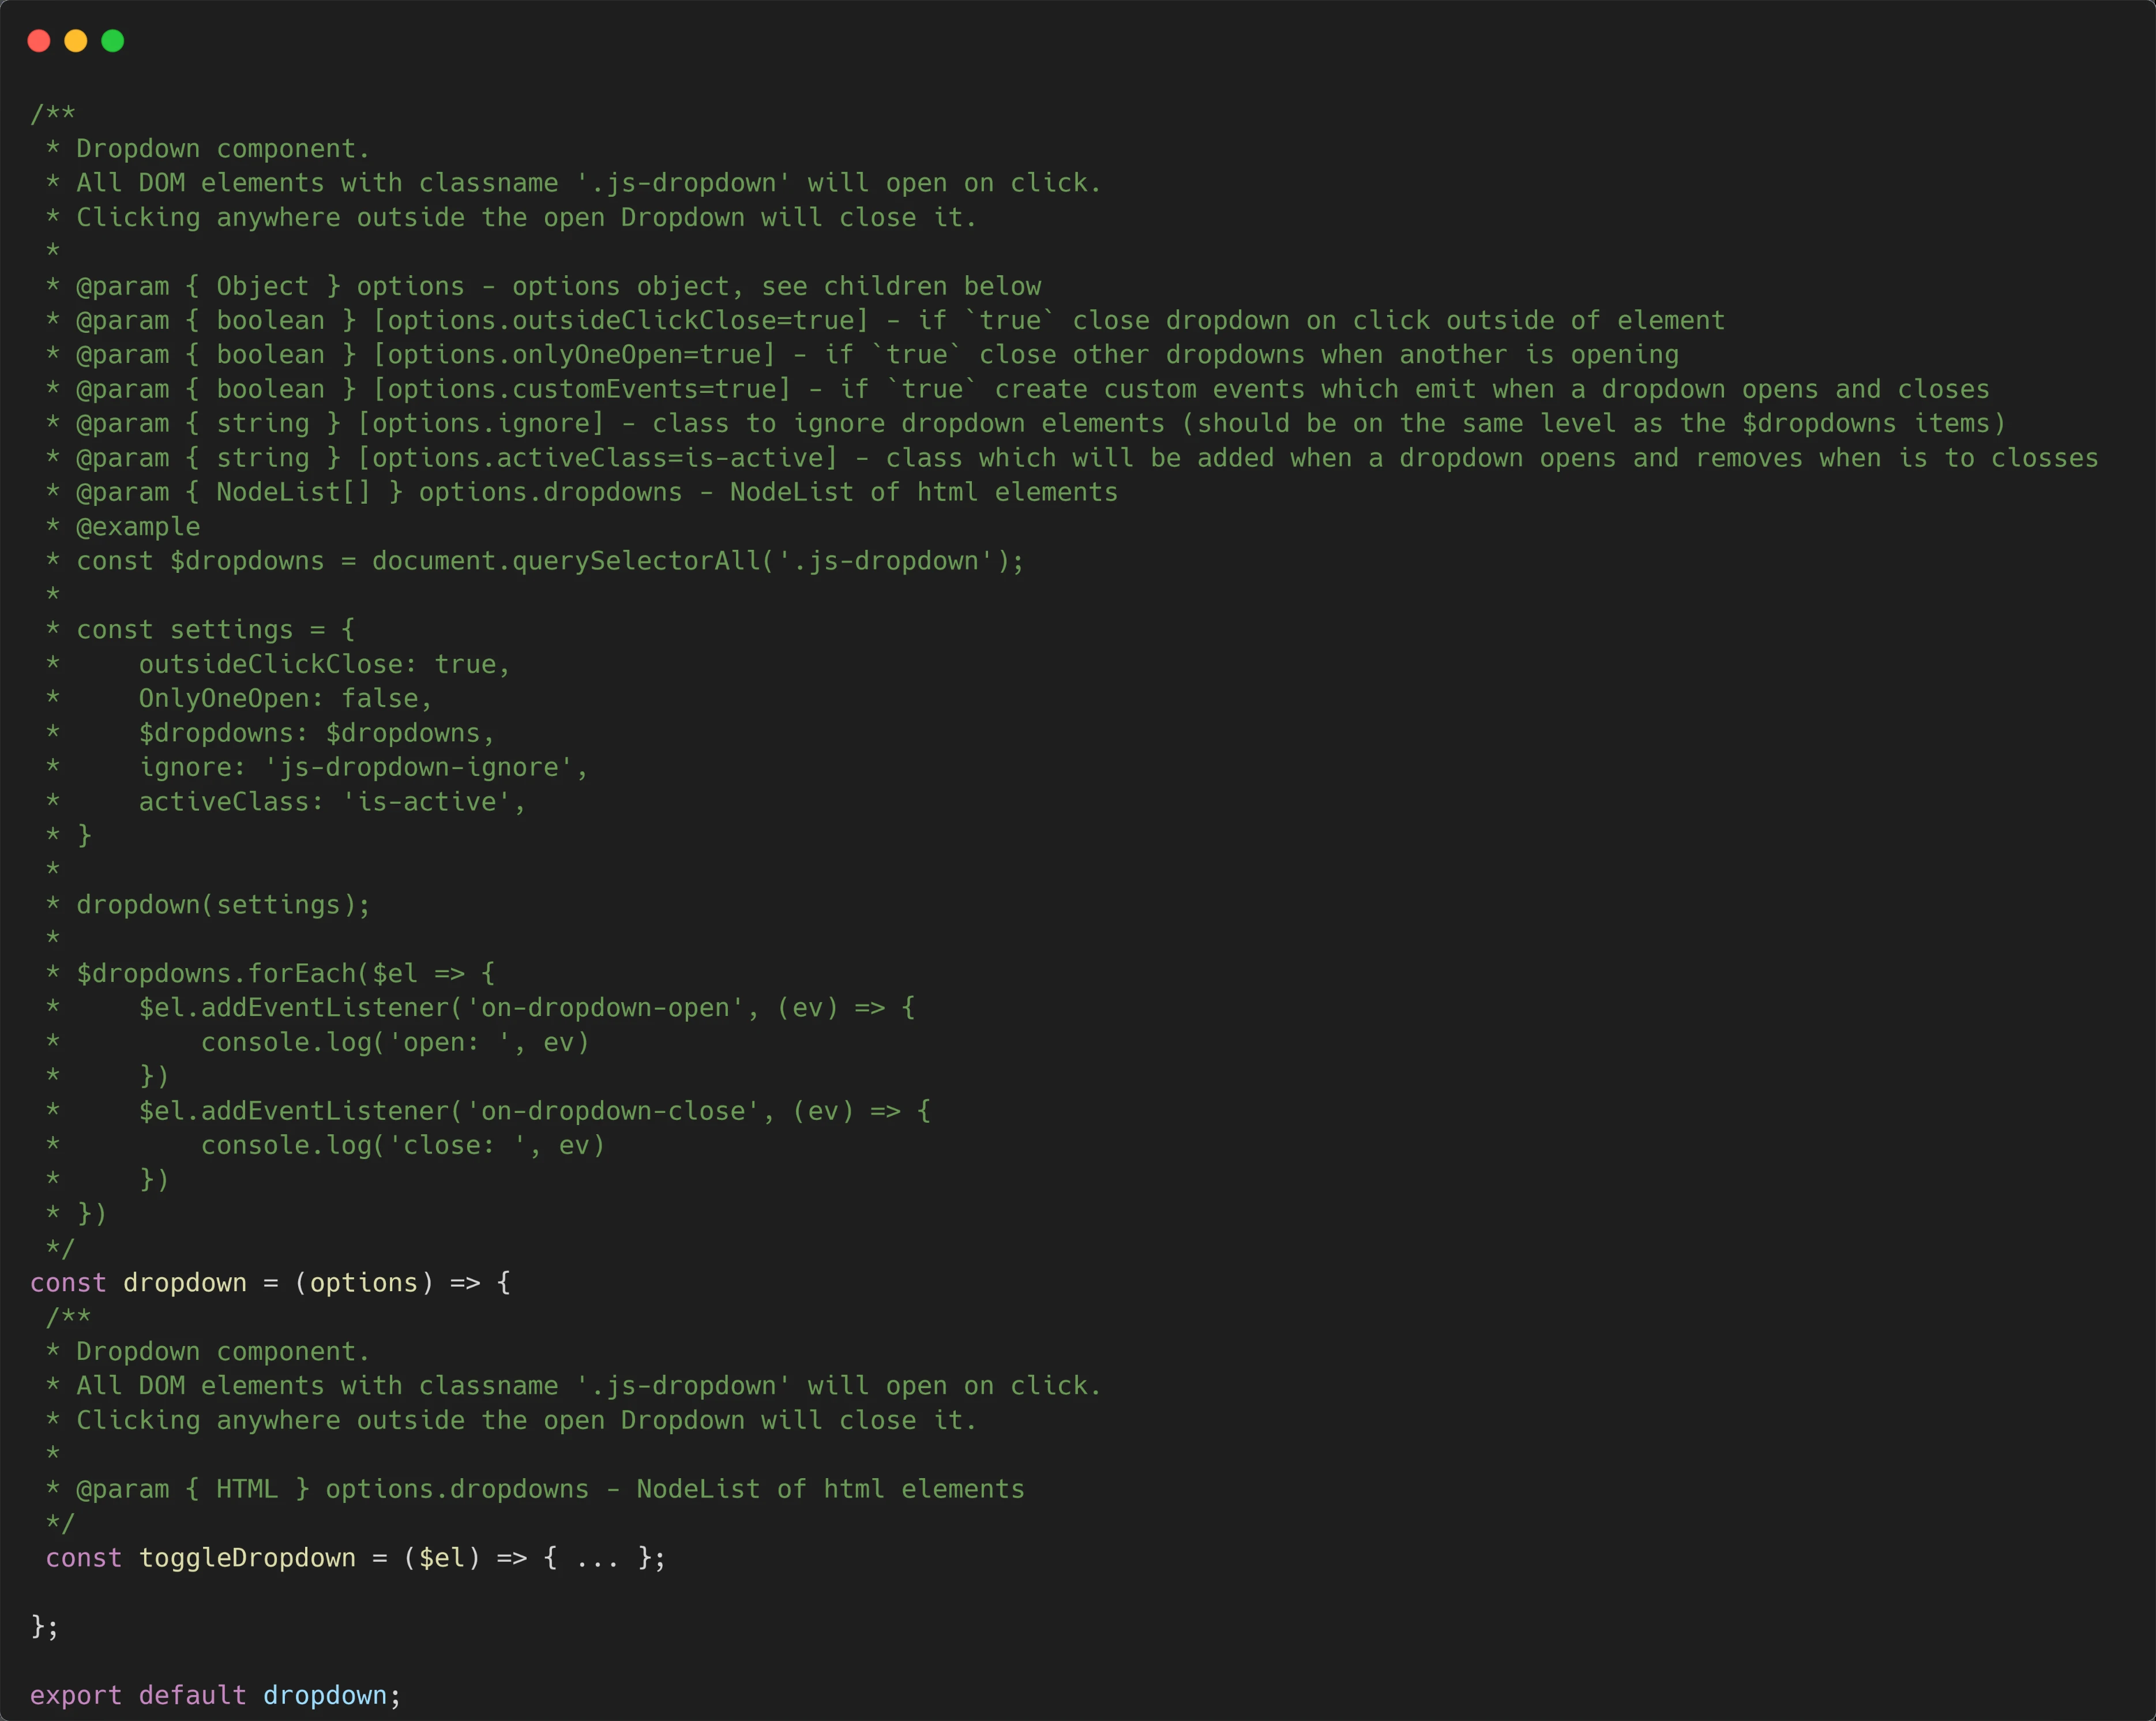 /**
 * Dropdown component.
 * All DOM elements with classname '.js-dropdown' will open on click.
 * Clicking anywhere outside the open Dropdown will close it.
 *
 * @param { Object } options - options object, see children below
 * @param { boolean } [options.outsideClickClose=true] - if `true` close dropdown on click outside of element
 * @param { boolean } [options.onlyOneOpen=true] - if `true` close other dropdowns when another is opening
 * @param { boolean } [options.customEvents=true] - if `true` create custom events which emit when a dropdown opens and closes
 * @param { string } [options.ignore] - class to ignore dropdown elements (should be on the same level as the $dropdowns items)
 * @param { string } [options.activeClass=is-active] - class which will be added when a dropdown opens and removes when is to closses
 * @param { NodeList[] } options.dropdowns - NodeList of html elements
 * @example
 * const $dropdowns = document.querySelectorAll('.js-dropdown');
 *
 * const settings = {
 *     outsideClickClose: true,
 *     OnlyOneOpen: false,
 *     $dropdowns: $dropdowns,
 *     ignore: 'js-dropdown-ignore',
 *     activeClass: 'is-active',
 * }
 *
 * dropdown(settings);
 *
 * $dropdowns.forEach($el => {
 *     $el.addEventListener('on-dropdown-open', (ev) => {
 *         console.log('open: ', ev)
 *     })
 *     $el.addEventListener('on-dropdown-close', (ev) => {
 *         console.log('close: ', ev)
 *     })
 * })
 */
const dropdown = (options) => {
 /**
 * Dropdown component.
 * All DOM elements with classname '.js-dropdown' will open on click.
 * Clicking anywhere outside the open Dropdown will close it.
 *
 * @param { HTML } options.dropdowns - NodeList of html elements
 */
 const toggleDropdown = ($el) => { ... };

};

export default dropdown;